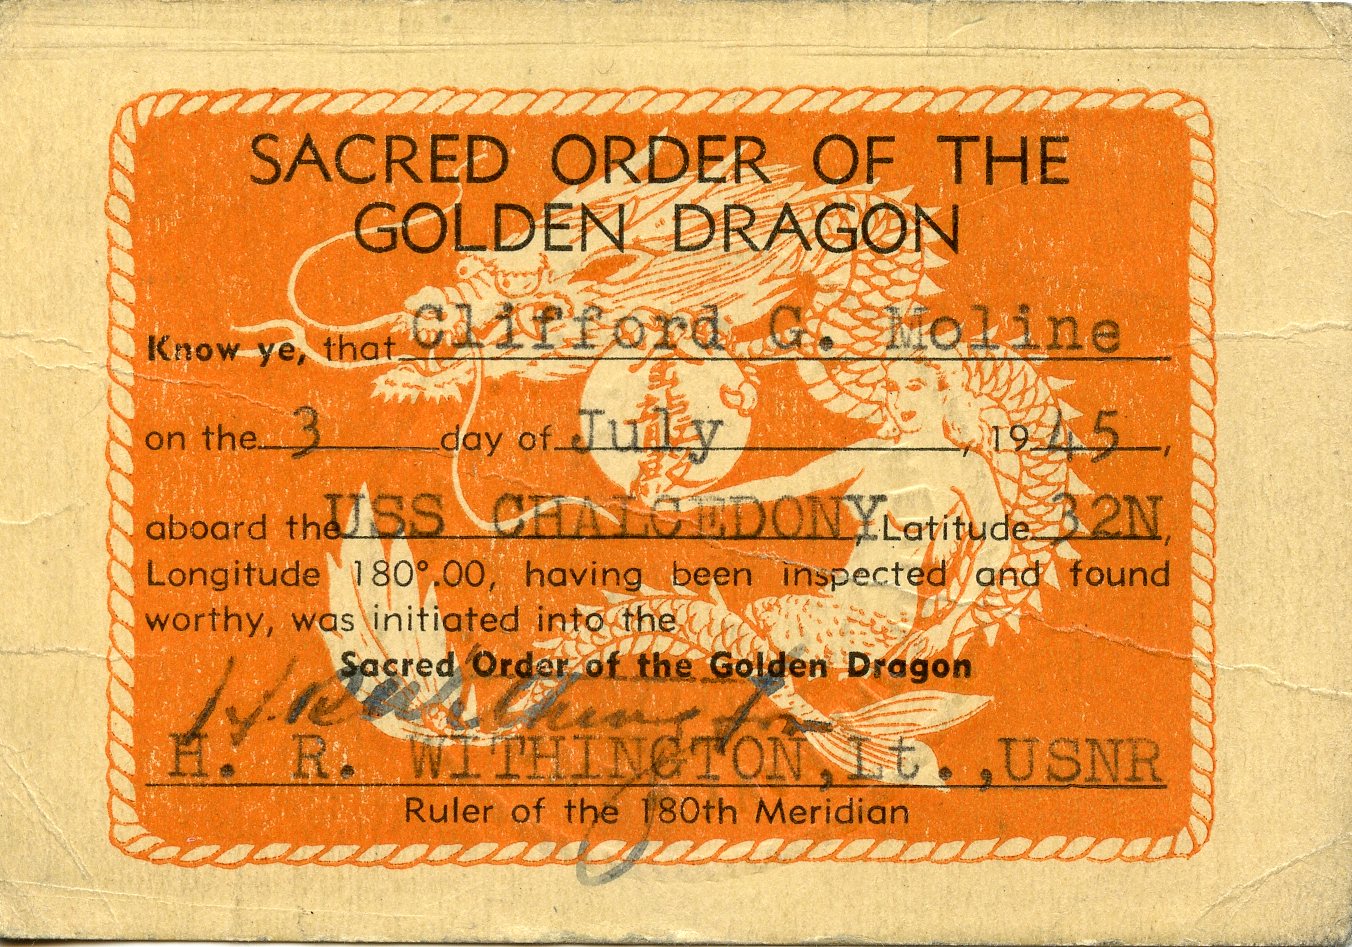 SACRED ORDER OF THE
GOLDEN DRAGON
Know ye, that Clifford G. Moline
on the 3 day of July, 1945,
aboard the USS CHALCEDONY, Latitude 32N,
Longitude 180°.00, having been inspected and found
worthy, was initiated into the
Sacred Order of the Golden Dragon
H. R. Withington
H. R. WITHINGTON, Lt., USNR
Ruler of the 180th Meridian